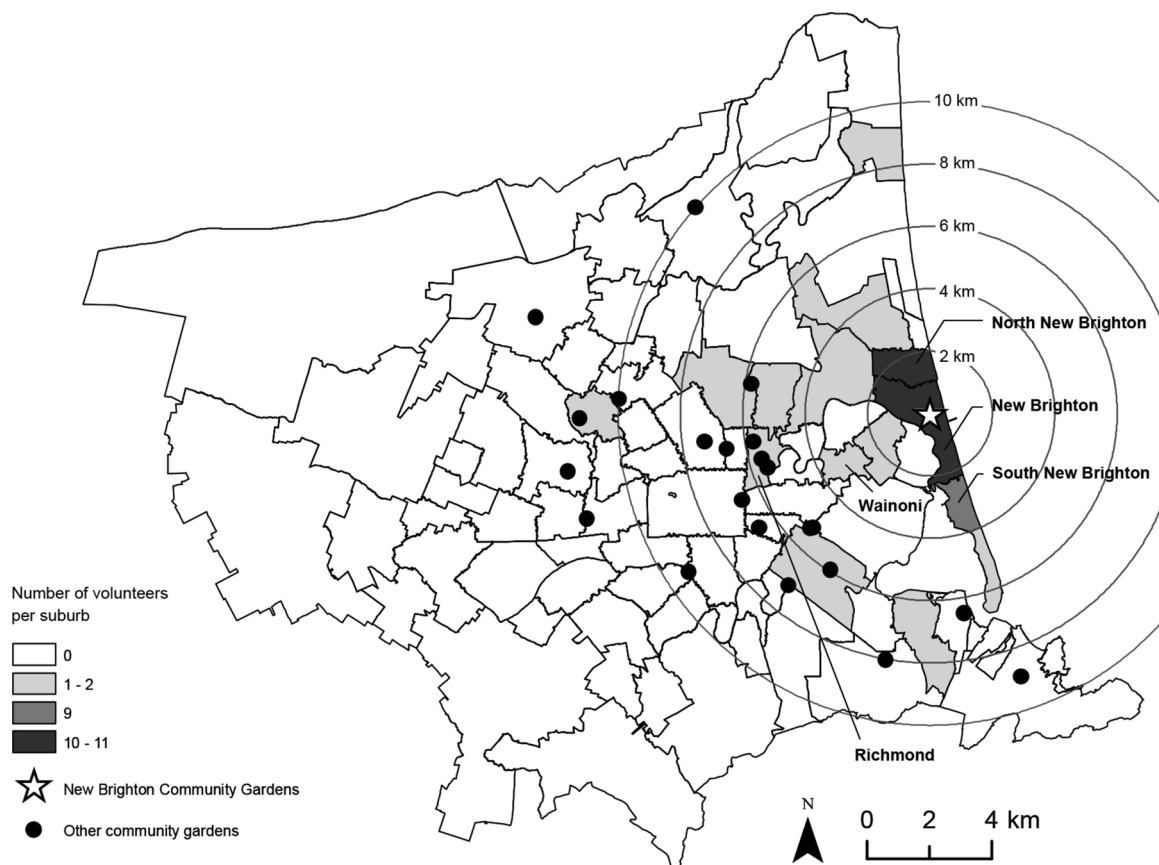 10 km
8 km
6 km
4 km
North New Brighton
2 km
New Brighton
South New Brighton
Wainoni
Number of volunteers
per suburb
0
1 - 2
9
10 - 11
Richmond
New Brighton Community Gardens
Other community gardens
N
0 2 4 km